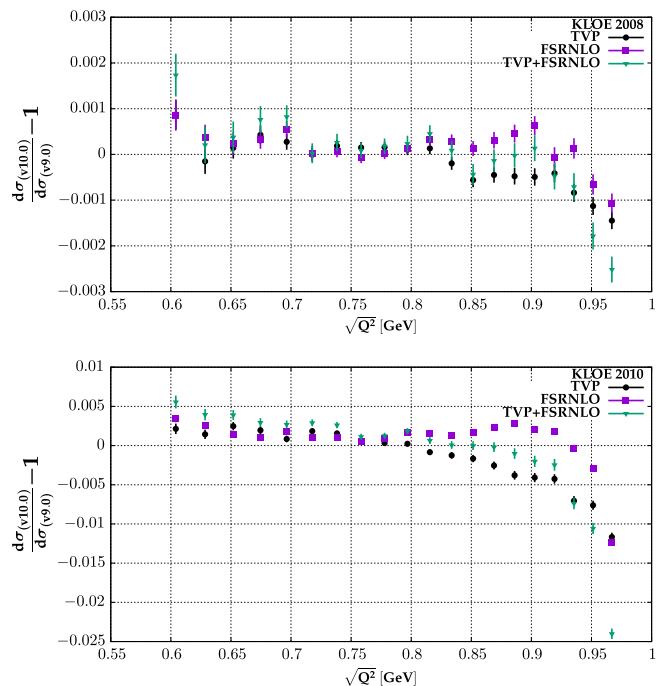 KLOE 2008
TVP
FSRNLO
TVP+FSRNLO
dσ(v10.0)/dσ(v9.0) −1
0.003
0.002
0.001
0
−0.001
−0.002
−0.003
0.55 0.6 0.65 0.7 0.75 0.8 0.85 0.9 0.95 1
√Q² [GeV]
KLOE 2010
TVP
FSRNLO
TVP+FSRNLO
dσ(v10.0)/dσ(v9.0) −1
0.01
0.005
0
−0.005
−0.01
−0.015
−0.02
−0.025
0.55 0.6 0.65 0.7 0.75 0.8 0.85 0.9 0.95 1
√Q² [GeV]